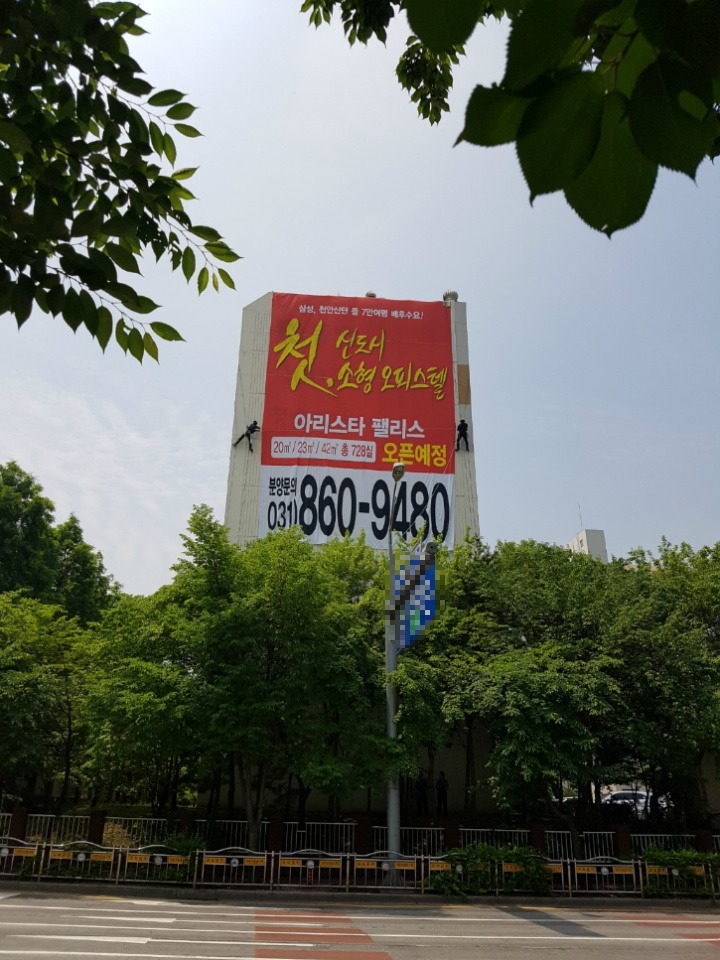 삼성, 천안산단 총 7만여명 배후수요!
첫, 신도시
소형 오피스텔
아리스타 팰리스
20㎡ / 23㎡ / 42㎡ 총 728실 오픈예정
분양문의
031) 860-9480